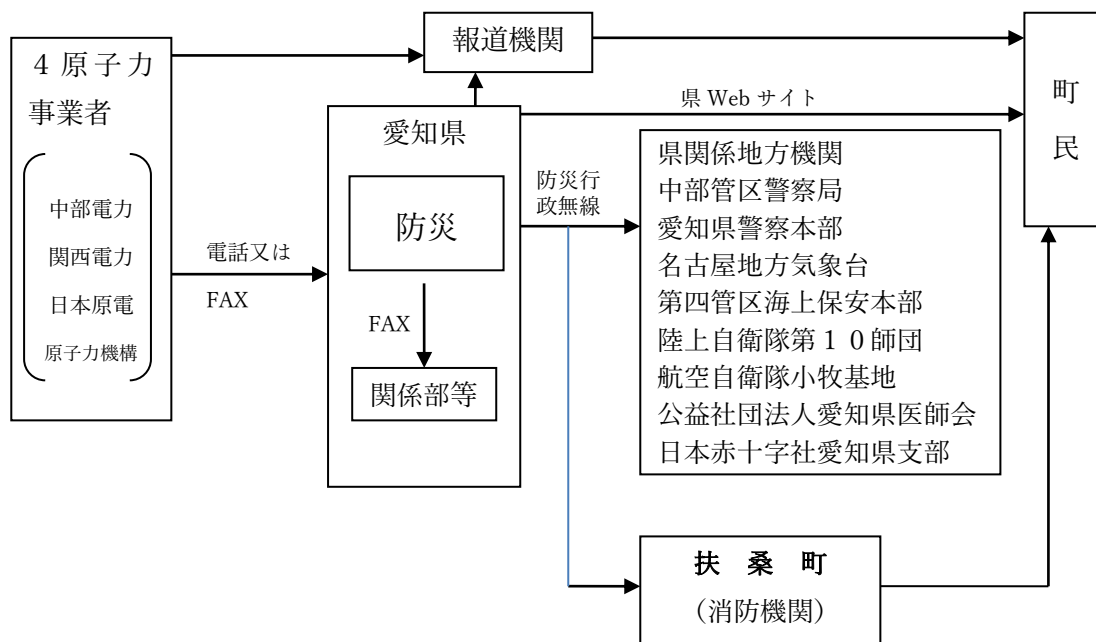 ４原子力
事業者
中部電力
関西電力
日本原電
原子力機構
電話又は
FAX
報道機関
愛知県
防災
FAX
関係部等
県 Web サイト
防災行
政無線
県関係地方機関
中部管区警察局
愛知県警察本部
名古屋地方気象台
第四管区海上保安本部
陸上自衛隊第１０師団
航空自衛隊小牧基地
公益社団法人愛知県医師会
日本赤十字社愛知県支部
扶　桑　町
（消防機関）
町
民